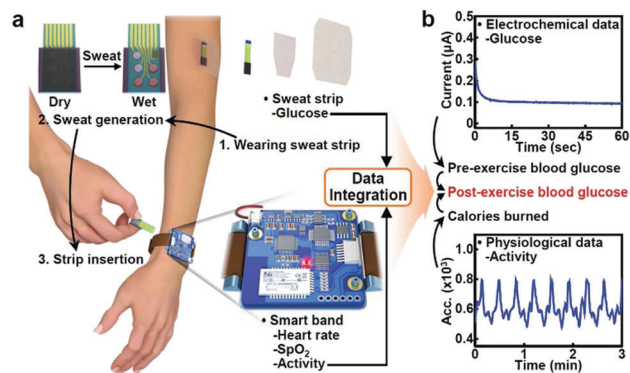 a
Sweat
Dry
Wet
2. Sweat generation
1. Wearing sweat strip
3. Strip insertion
• Sweat strip
-Glucose
Data
Integration
• Smart band
-Heart rate
-SpO₂
-Activity
b
• Electrochemical data
-Glucose
Current (µA)
0.5
0.4
0.3
0.2
0.1
0
0 15 30 45 60
Time (sec)
Pre-exercise blood glucose
Post-exercise blood glucose
Calories burned
• Physiological data
-Activity
Acc. (x10³)
1.0
0.8
0.6
0.4
0 1 2 3
Time (min)